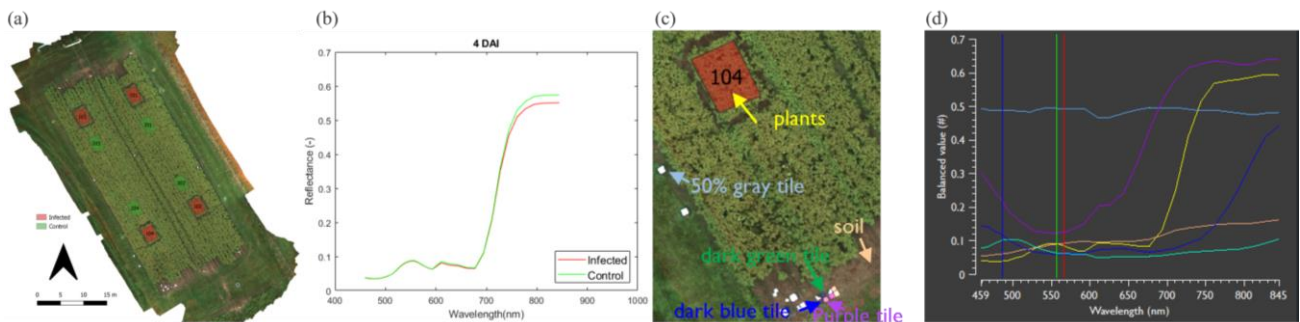 (a)
Infected
Control
0 5 10 15 m
(b)
4 DAI
Reflectance (-)
0.7
0.6
0.5
0.4
0.3
0.2
0.1
0
400 500 600 700 800 900 1000
Wavelength(nm)
Infected
Control
(c)
104
plants
50% gray tile
soil
dark green tile
dark blue tile
Purple tile
(d)
Balanced value (#)
0.7
0.6
0.5
0.4
0.3
0.2
0.1
0
459 500 550 600 650 700 750 800 845
Wavelength (nm)